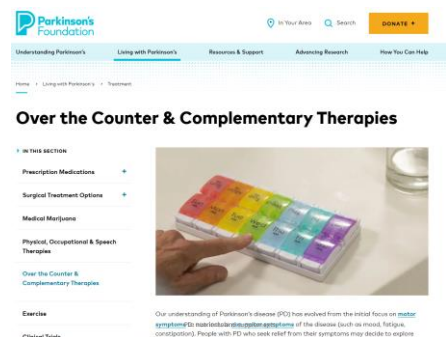 Parkinson's
Foundation
In Your Area
Search
DONATE
Understanding Parkinson's
Living with Parkinson's
Resources & Support
Advancing Research
How You Can Help
Home > Living with Parkinson's > Treatment
Over the Counter & Complementary Therapies
IN THIS SECTION
Prescription Medications +
Surgical Treatment Options +
Medical Marijuana
Physical, Occupational & Speech
Therapies
Over the Counter &
Complementary Therapies
Exercise
Clinical Trials
Our understanding of Parkinson's disease (PD) has evolved from the initial focus on motor
symptoms of the disease (such as mood, fatigue,
constipation). People with PD who seek relief from their symptoms may decide to explore